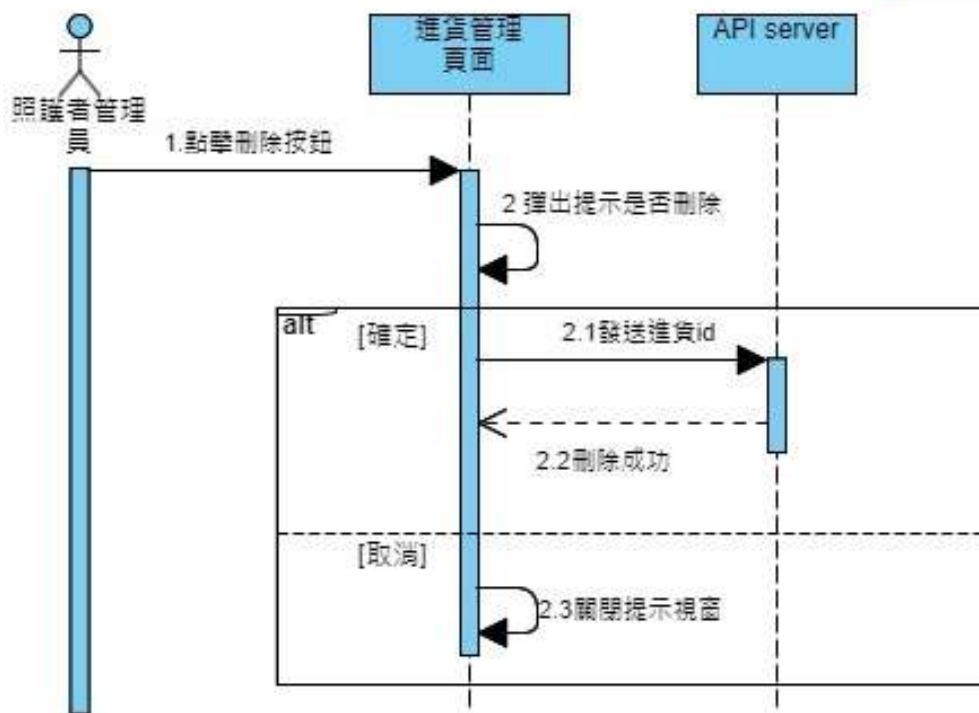 進貨管理
頁面
API server
照護者管理
員
1.點擊刪除按鈕
2 彈出提示是否刪除
alt
[確定]
2.1發送進貨id
2.2刪除成功
[取消]
2.3關閉提示視窗